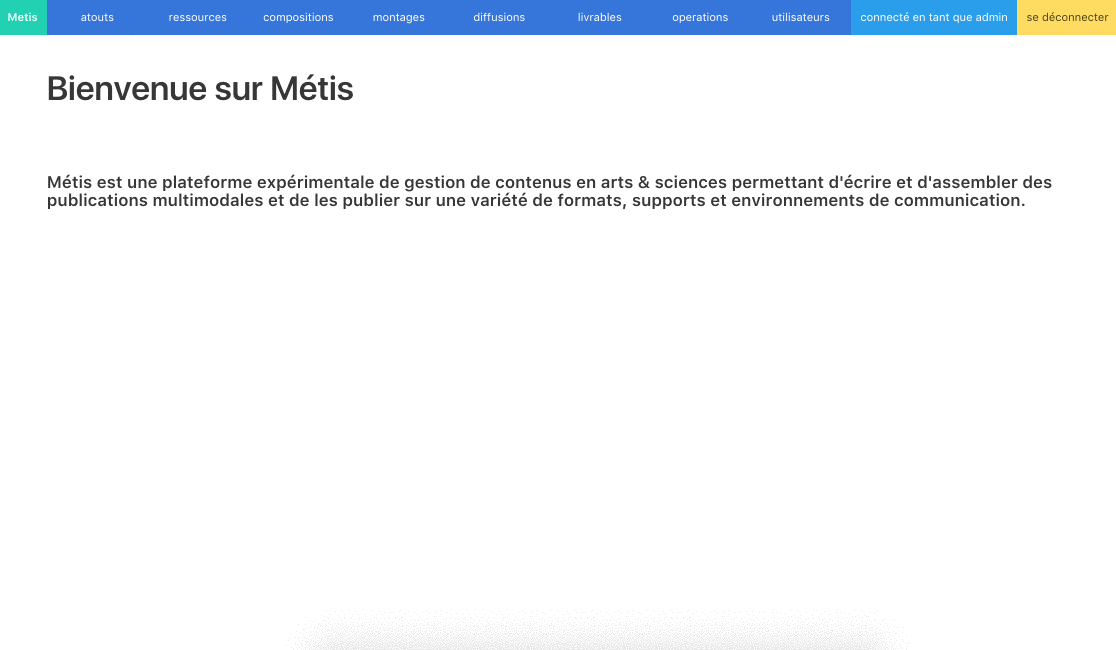 Metis atouts ressources compositions montages diffusions livrables operations utilisateurs connecté en tant que admin se déconnecter
Bienvenue sur Métis
Métis est une plateforme expérimentale de gestion de contenus en arts & sciences permettant d'écrire et d'assembler des
publications multimodales et de les publier sur une variété de formats, supports et environnements de communication.